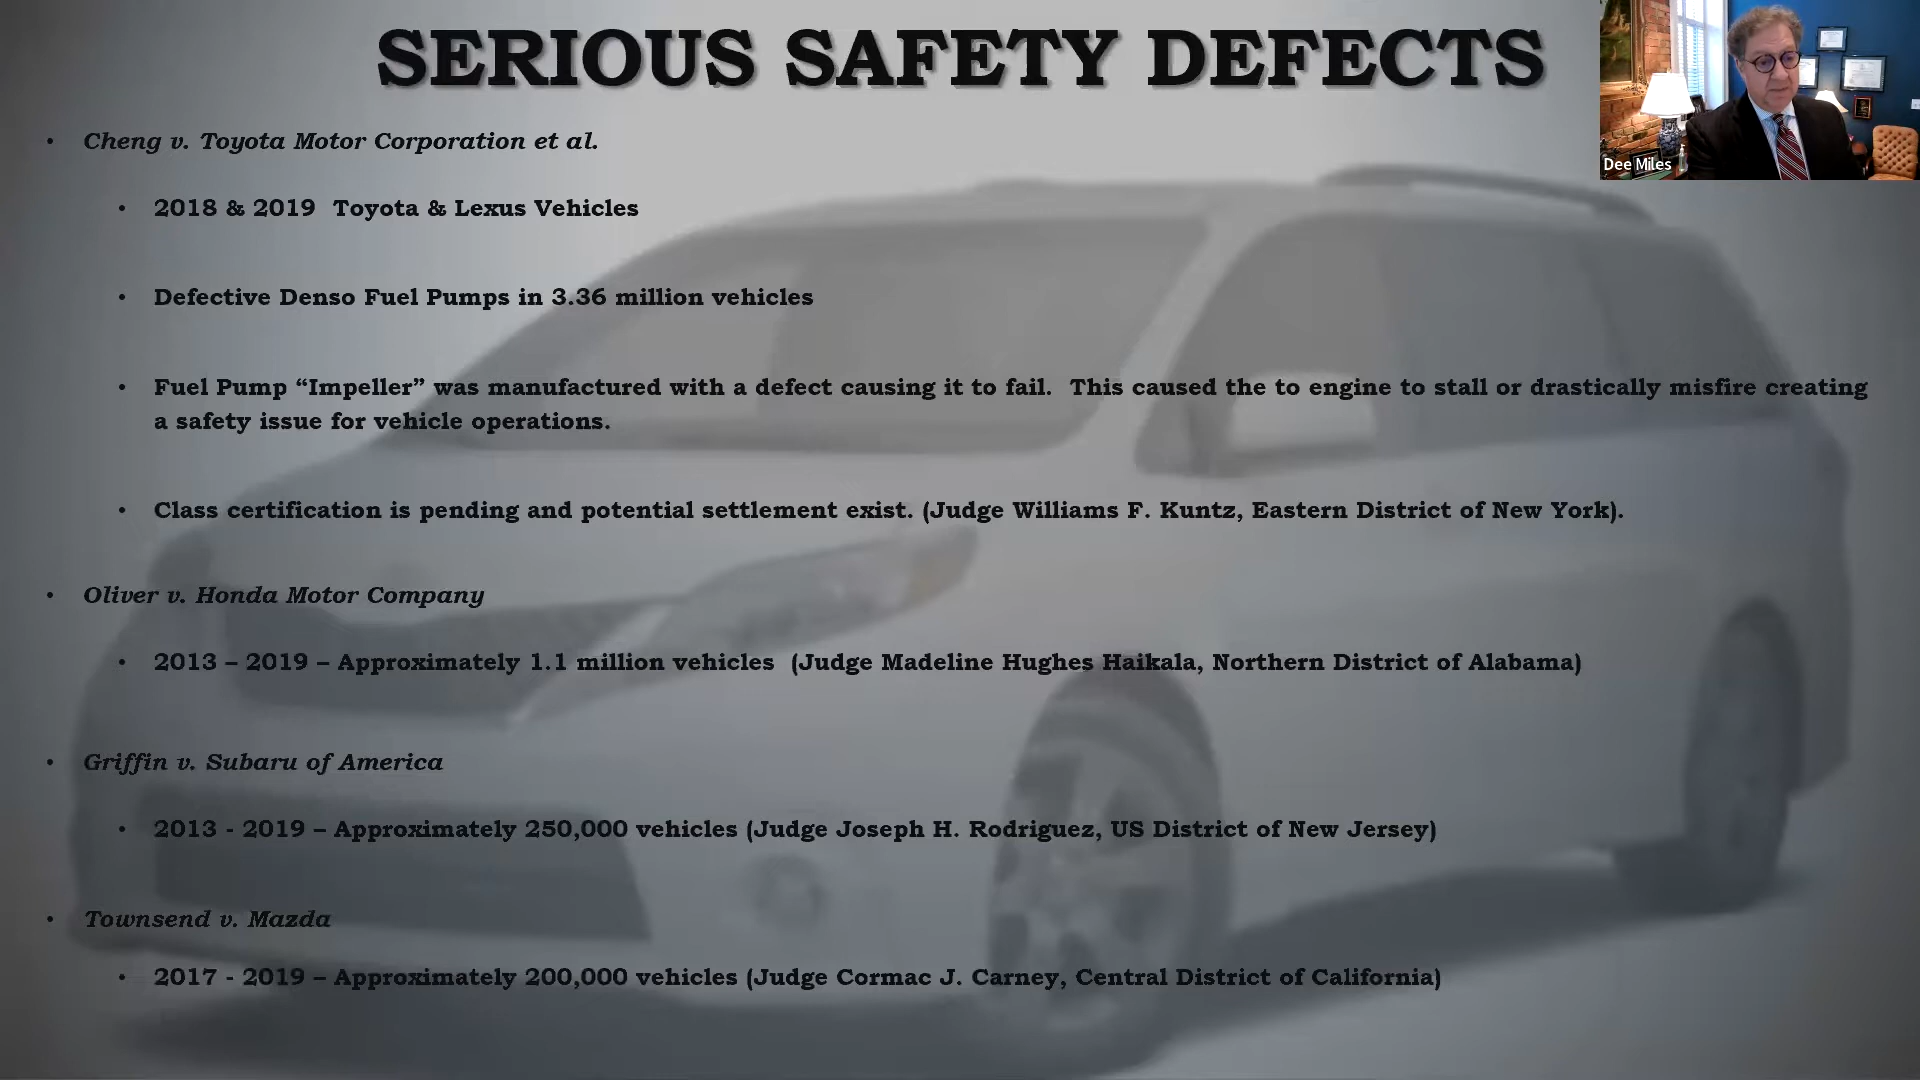 SERIOUS SAFETY DEFECTS
Dee Miles
• Cheng v. Toyota Motor Corporation et al.
• 2018 & 2019 Toyota & Lexus Vehicles
• Defective Denso Fuel Pumps in 3.36 million vehicles
• Fuel Pump “Impeller” was manufactured with a defect causing it to fail. This caused the to engine to stall or drastically misfire creating
a safety issue for vehicle operations.
• Class certification is pending and potential settlement exist. (Judge Williams F. Kuntz, Eastern District of New York).
• Oliver v. Honda Motor Company
• 2013 – 2019 – Approximately 1.1 million vehicles (Judge Madeline Hughes Haikala, Northern District of Alabama)
• Griffin v. Subaru of America
• 2013 - 2019 – Approximately 250,000 vehicles (Judge Joseph H. Rodriguez, US District of New Jersey)
• Townsend v. Mazda
• 2017 - 2019 – Approximately 200,000 vehicles (Judge Cormac J. Carney, Central District of California)